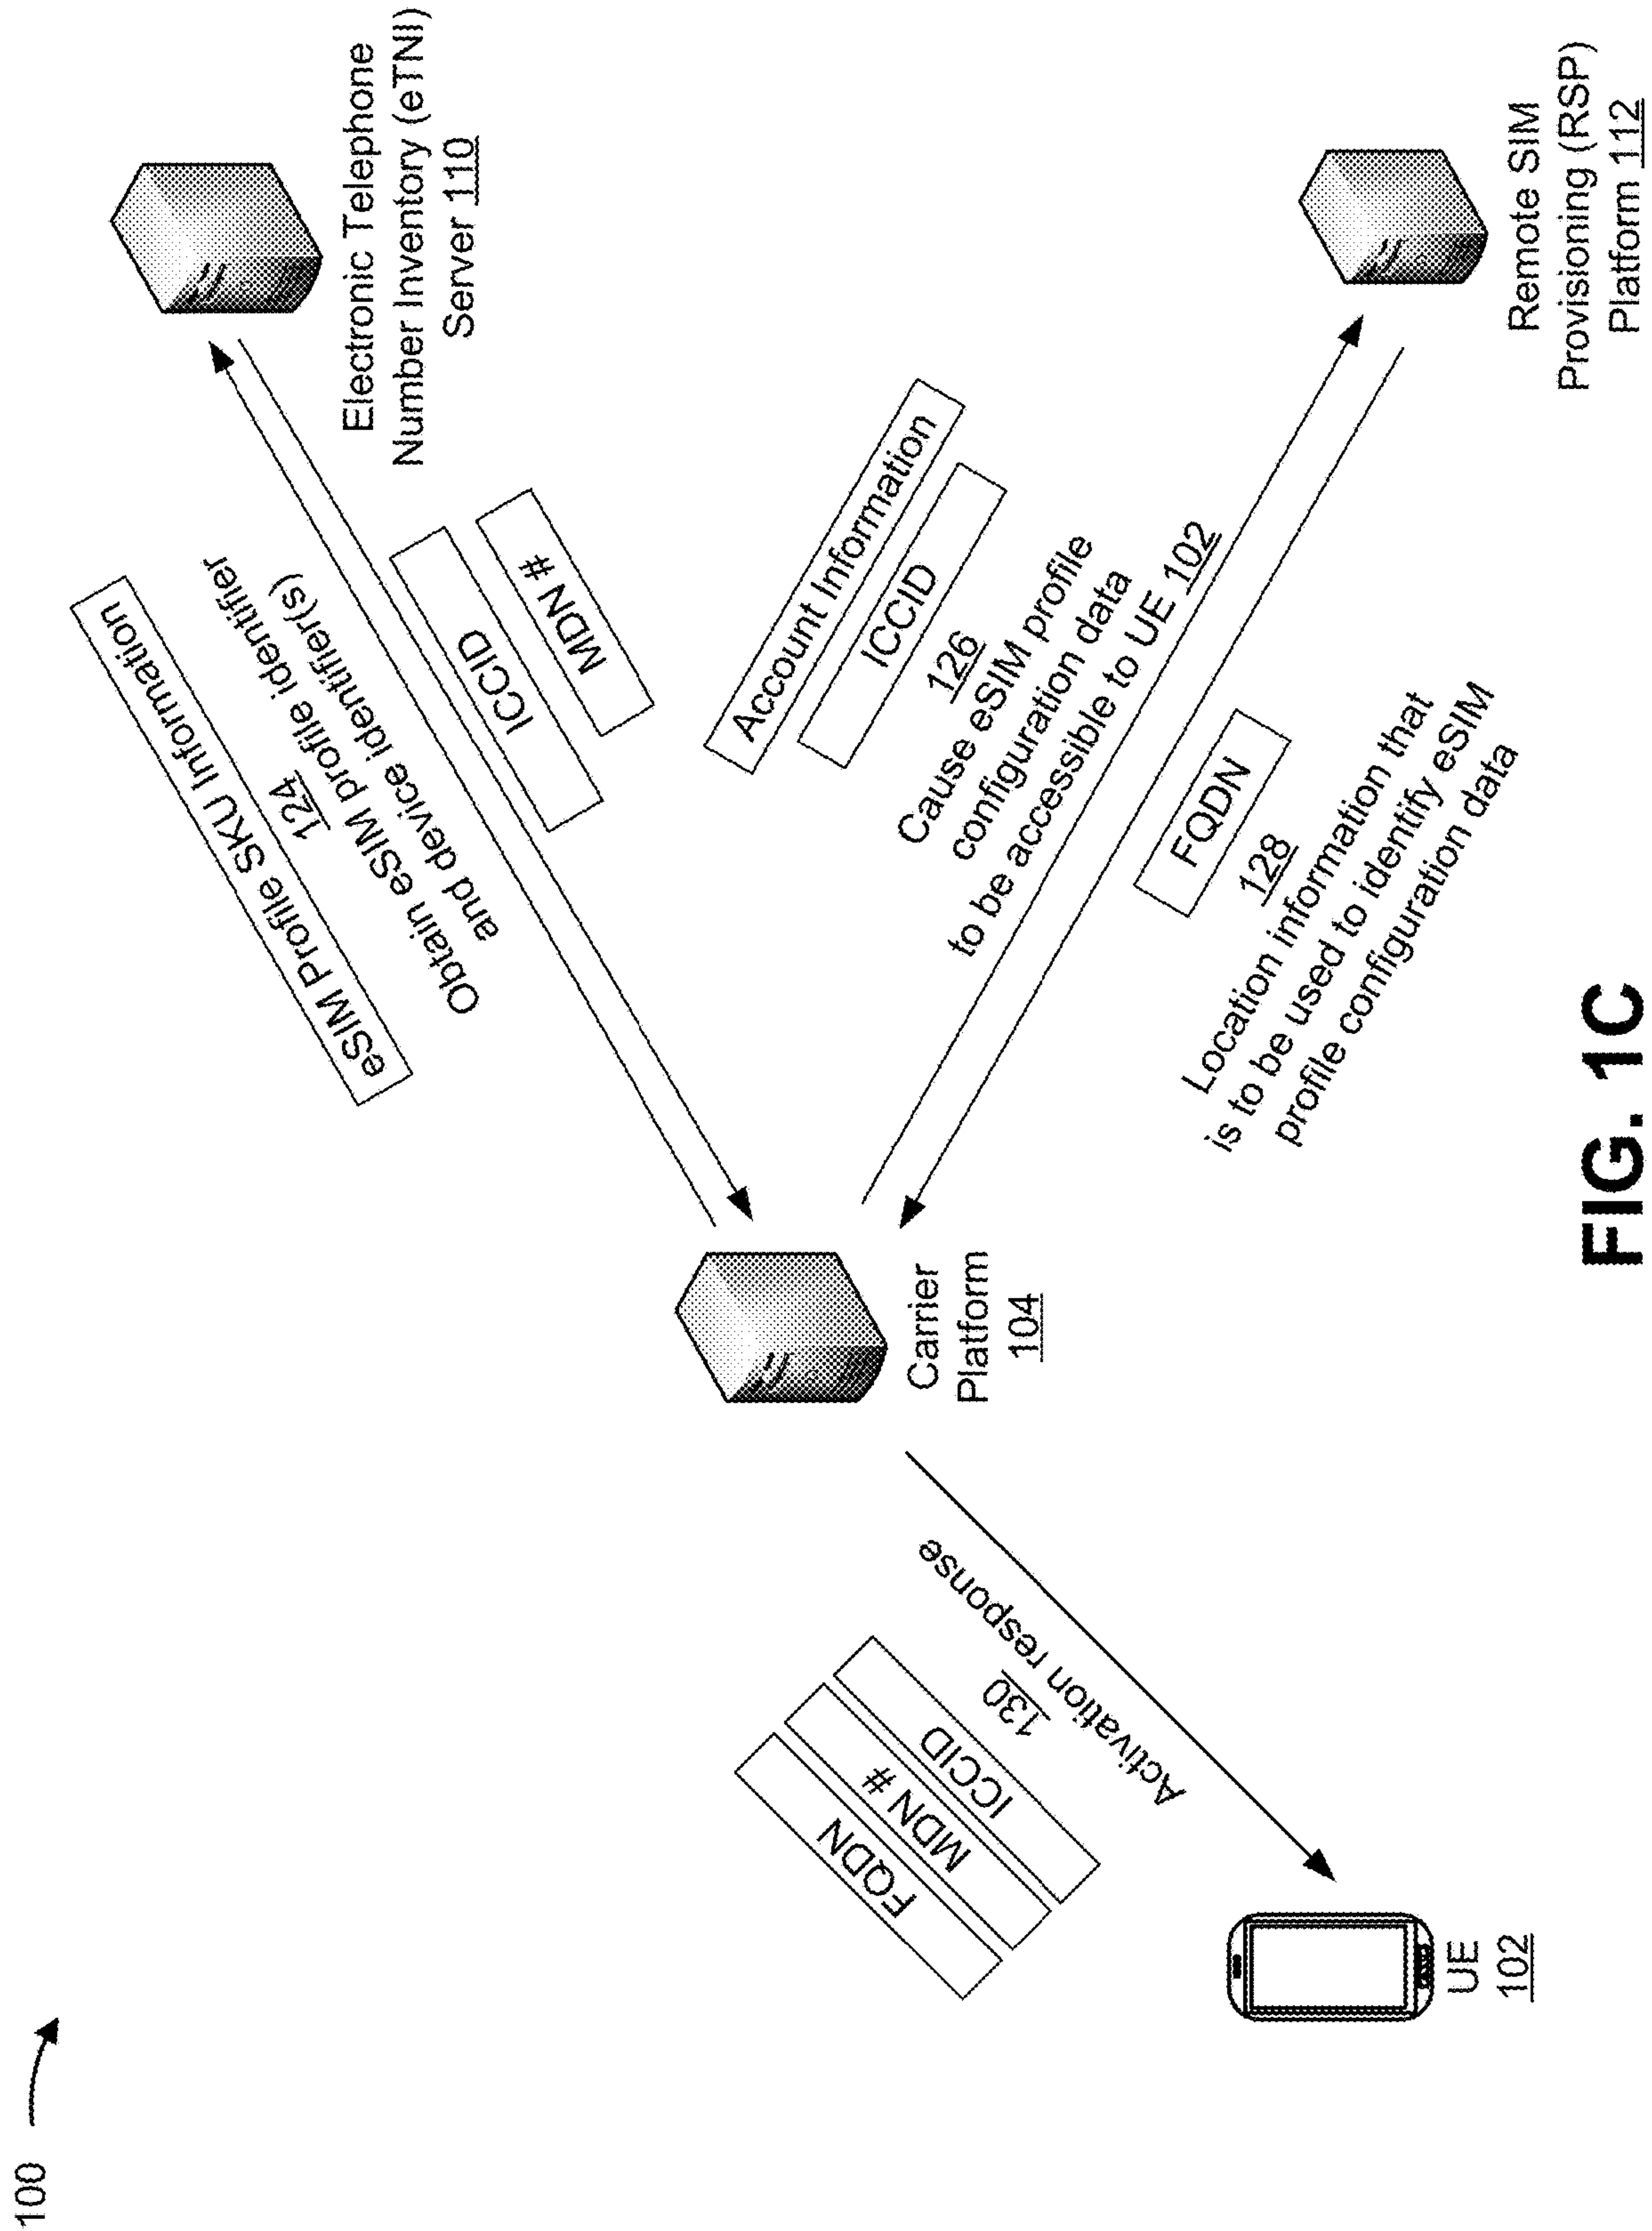 100
eSIM Profile SKU Information
124
Obtain eSIM profile identifier
and device identifier(s)
ICCID
MDN #
Electronic Telephone
Number Inventory (eTNI)
Server 110
FQDN
MDN #
ICCID
130
Activation response
Carrier
Platform
104
Account Information
ICCID
126
Cause eSIM profile
configuration data
to be accessible to UE 102
FQDN
128
Location information that
is to be used to identify eSIM
profile configuration data
UE
102
Remote SIM
Provisioning (RSP)
Platform 112
FIG. 1C